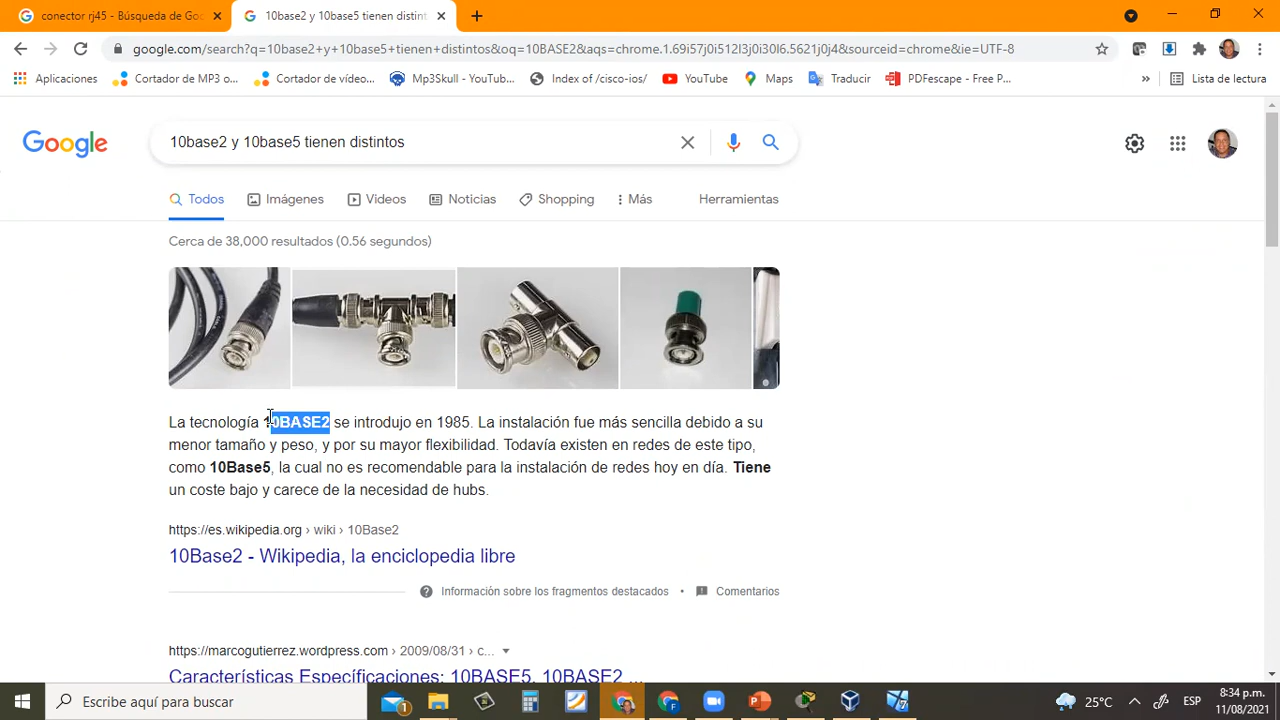 conector rj45 - Búsqueda de Goo
10base2 y 10base5 tienen distint
google.com/search?q=10base2+y+10base5+tienen+distintos&oq=10BASE2&aqs=chrome.1.69i57j0i512l3j0i30l6.5621j0j4&sourceid=chrome&ie=UTF-8
Aplicaciones
Cortador de MP3 o...
Cortador de vídeo...
Mp3Skull - YouTub...
Index of /cisco-ios/
YouTube
Maps
Traducir
PDFescape - Free P...
»
Lista de lectura
Google
10base2 y 10base5 tienen distintos
Todos
Imágenes
Videos
Noticias
Shopping
Más
Herramientas
Cerca de 38,000 resultados (0.56 segundos)
La tecnología 10BASE2 se introdujo en 1985. La instalación fue más sencilla debido a su
menor tamaño y peso, y por su mayor flexibilidad. Todavía existen en redes de este tipo,
como 10Base5, la cual no es recomendable para la instalación de redes hoy en día. Tiene
un coste bajo y carece de la necesidad de hubs.
https://es.wikipedia.org › wiki › 10Base2
10Base2 - Wikipedia, la enciclopedia libre
Información sobre los fragmentos destacados • Comentarios
https://marcogutierrez.wordpress.com › 2009/08/31 › c...
Características Específicaciones: 10BASE5, 10BASE2 ...
Escribe aquí para buscar
1
25°C
ESP
8:34 p.m.
11/08/2021